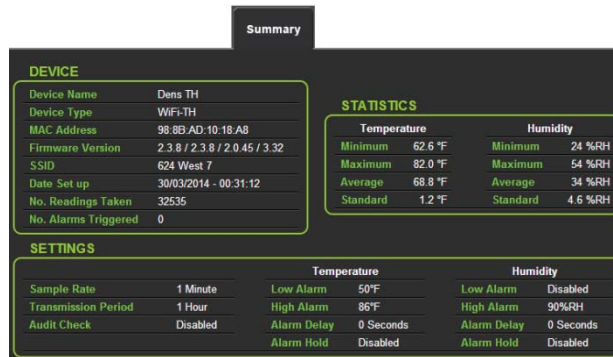 Summary
DEVICE
Device Name Dens TH
Device Type WiFi-TH
MAC Address 98:8B:AD:10:18:A8
Firmware Version 2.3.8 / 2.3.8 / 2.0.45 / 3.32
SSID 624 West 7
Date Set up 30/03/2014 - 00:31:12
No. Readings Taken 32535
No. Alarms Triggered 0
STATISTICS
Temperature Humidity
Minimum 62.6 °F Minimum 24 %RH
Maximum 82.0 °F Maximum 54 %RH
Average 68.8 °F Average 34 %RH
Standard 1.2 °F Standard 4.6 %RH
SETTINGS
Temperature Humidity
Sample Rate 1 Minute Low Alarm 50°F Low Alarm Disabled
Transmission Period 1 Hour High Alarm 86°F High Alarm 90%RH
Audit Check Disabled Alarm Delay 0 Seconds Alarm Delay 0 Seconds
Alarm Hold Disabled Alarm Hold Disabled